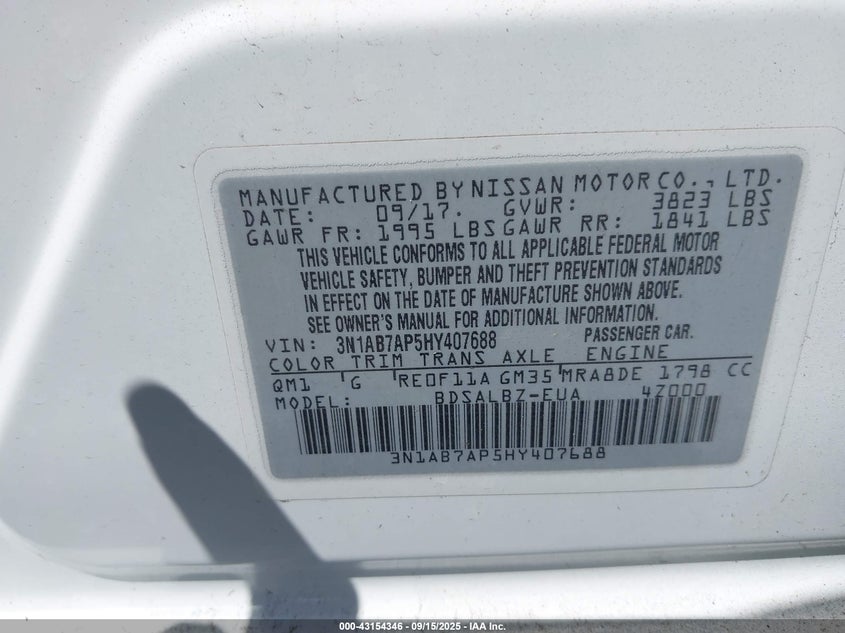 MANUFACTURED BY NISSAN MOTOR CO., LTD.
DATE: 09/17. GVWR: 3823 LBS
GAWR FR: 1995 LBS GAWR RR: 1841 LBS
THIS VEHICLE CONFORMS TO ALL APPLICABLE FEDERAL MOTOR
VEHICLE SAFETY, BUMPER AND THEFT PREVENTION STANDARDS
IN EFFECT ON THE DATE OF MANUFACTURE SHOWN ABOVE.
SEE OWNER'S MANUAL FOR ADDITIONAL INFORMATION.
VIN: 3N1AB7AP5HY407688 PASSENGER CAR.
COLOR TRIM TRANS AXLE ENGINE
QM1 G RE0F11A GM35 MRA8DE 1798 CC
MODEL: BDSALBZ-EUA 4Z000
3N1AB7AP5HY407688
000-43154346 - 09/15/2025 - IAA Inc.